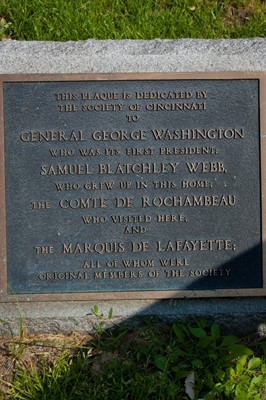 THIS PLAQUE IS DEDICATED BY
THE SOCIETY OF CINCINNATI
TO
GENERAL GEORGE WASHINGTON
WHO WAS ITS FIRST PRESIDENT,
SAMUEL BLATCHLEY WEBB,
WHO GREW UP IN THIS HOME,
THE COMTE DE ROCHAMBEAU
WHO VISITED HERE,
AND
THE MARQUIS DE LAFAYETTE;
ALL OF WHOM WERE
ORIGINAL MEMBERS OF THE SOCIETY